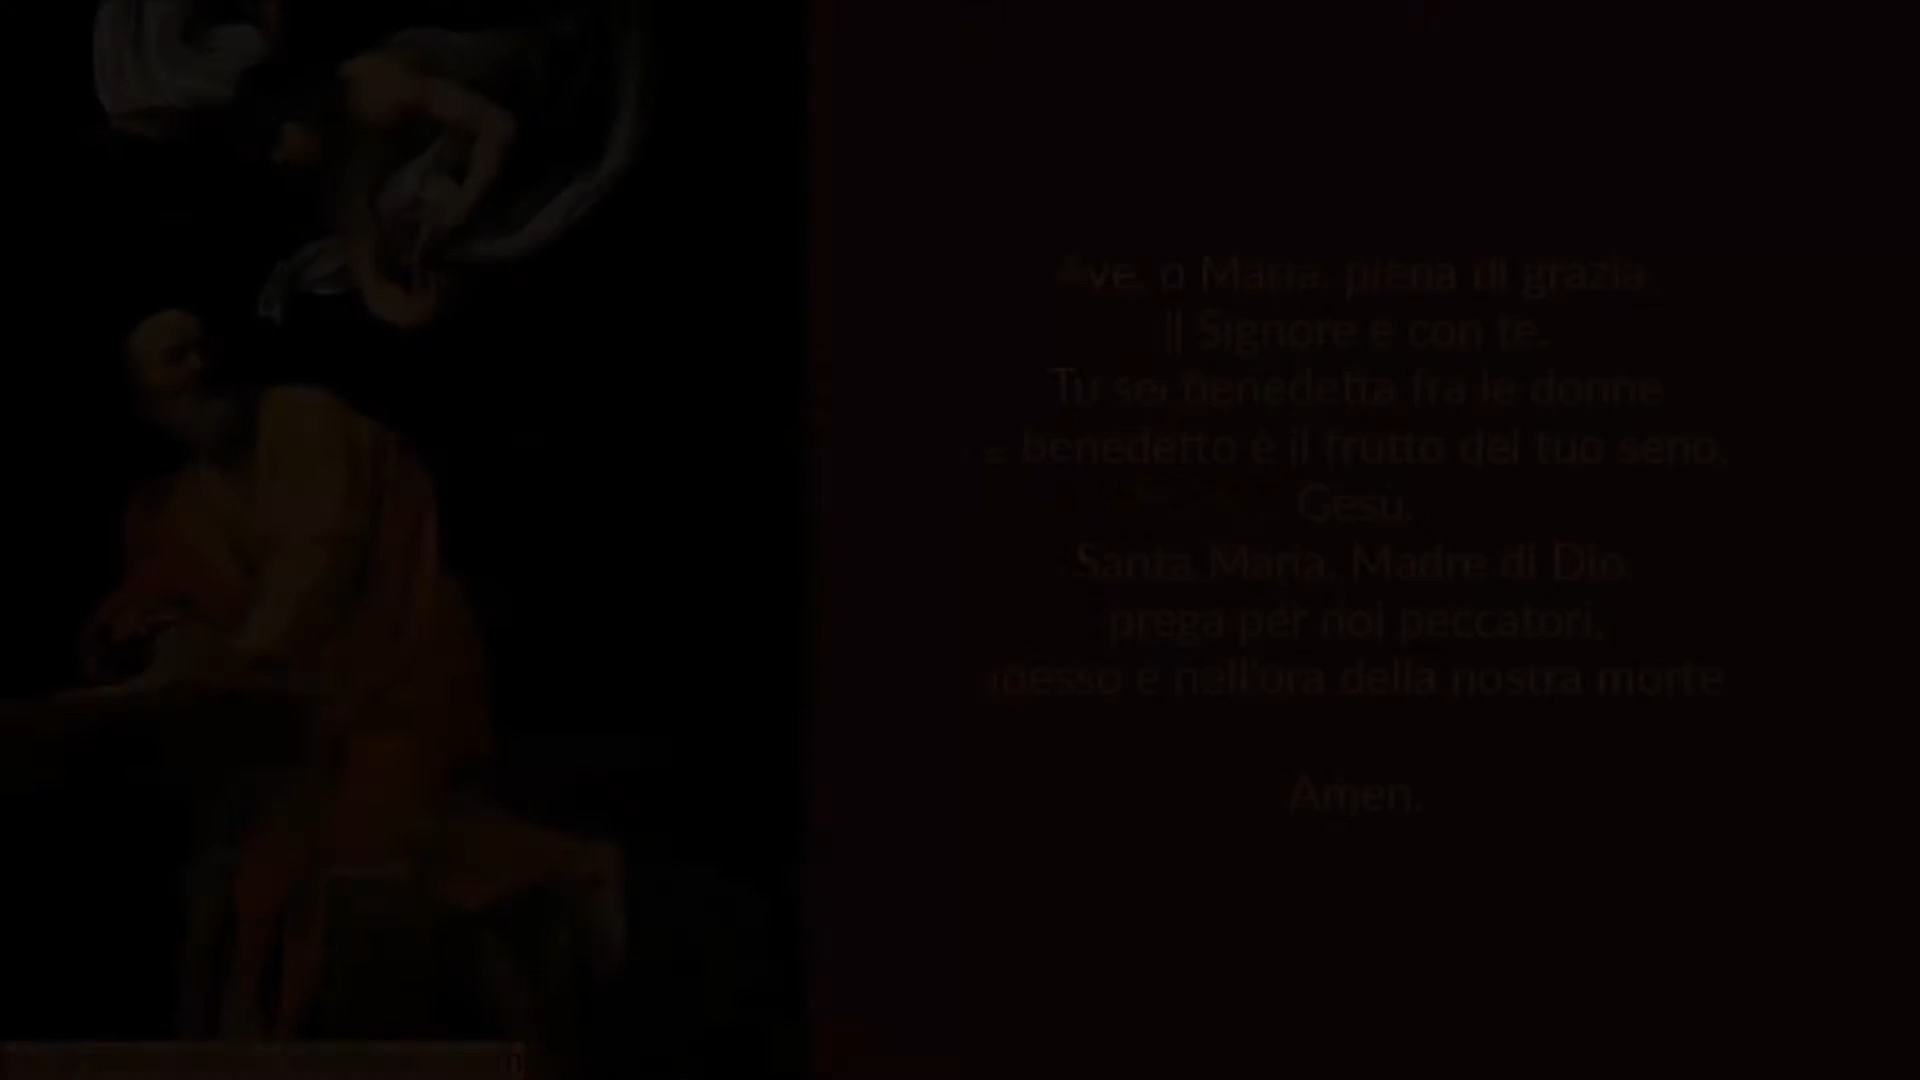 Ave, o Maria, piena di grazia,
il Signore è con te.
Tu sei benedetta fra le donne
e benedetto è il frutto del tuo seno,
Gesù.
Santa Maria, Madre di Dio,
prega per noi peccatori,
adesso e nell'ora della nostra morte.
Amen.